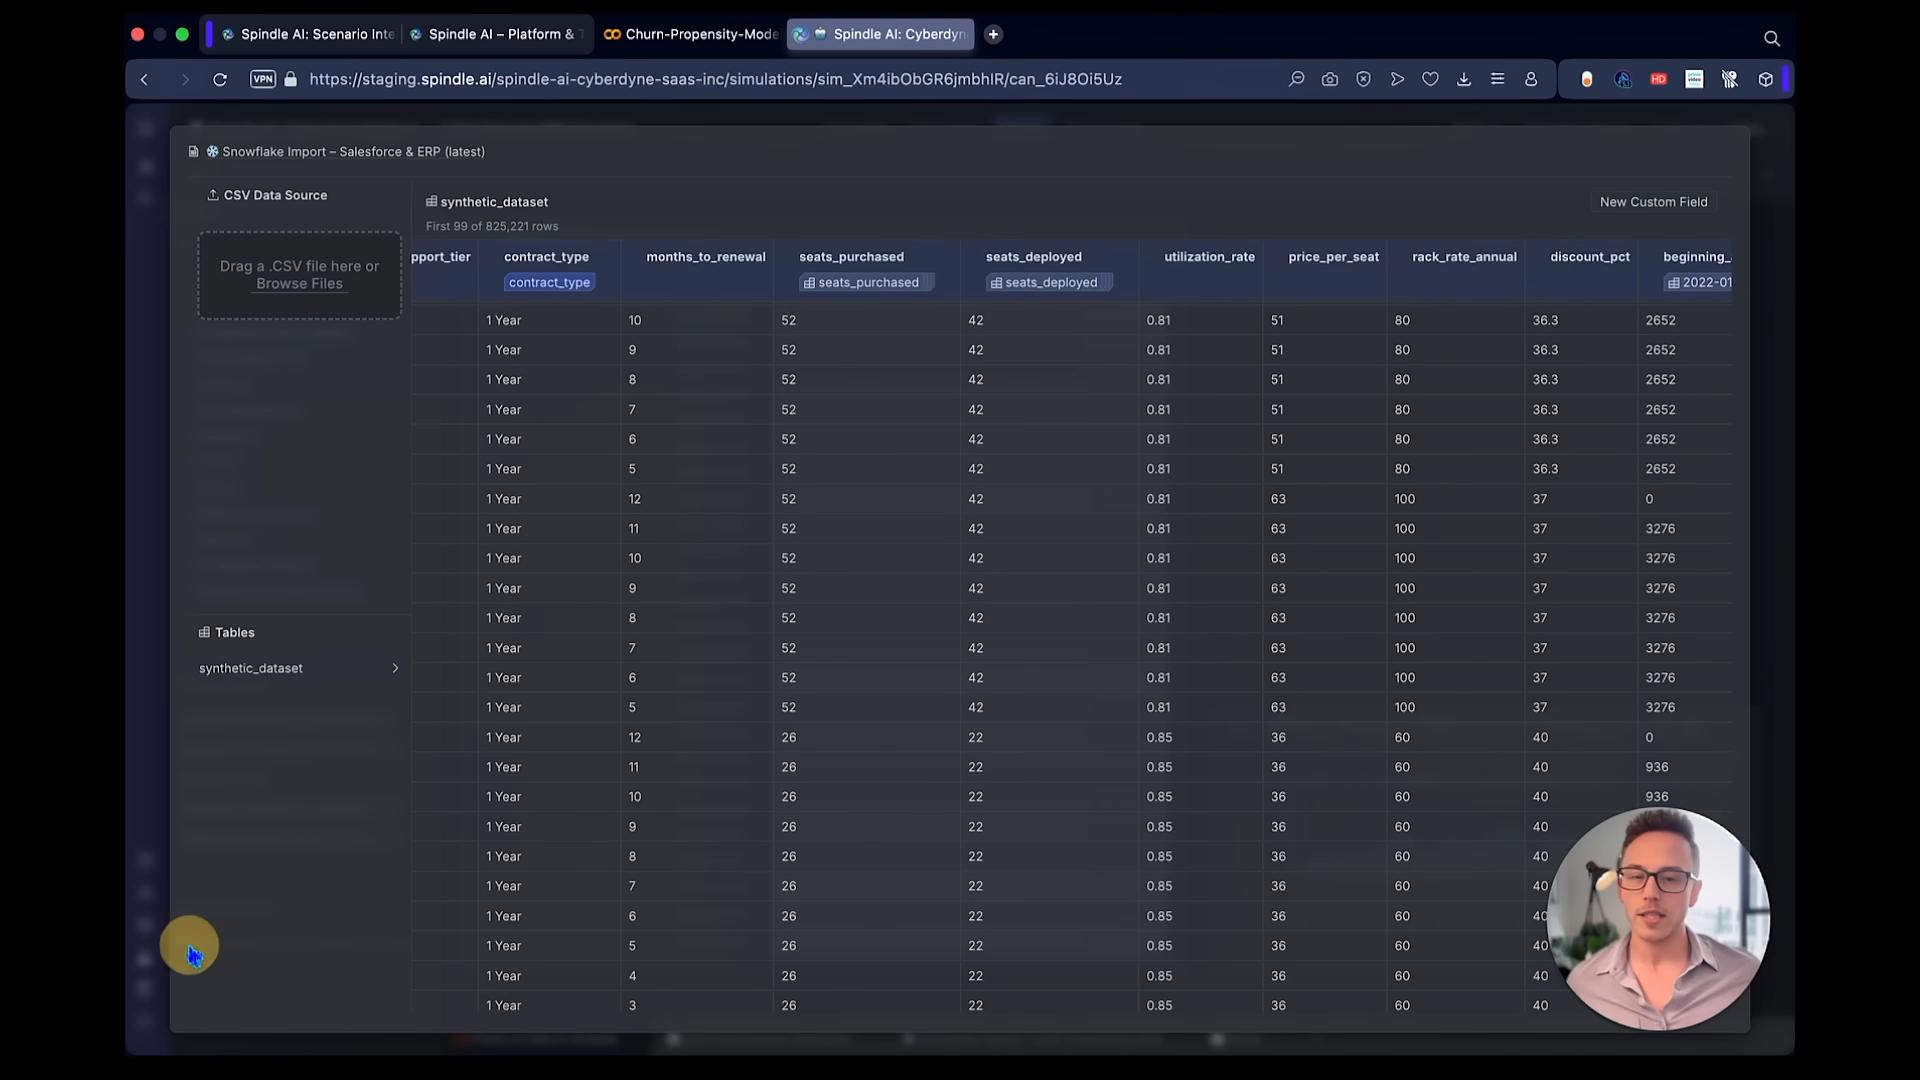 Spindle AI: Scenario Inte
Spindle AI – Platform &
Churn-Propensity-Mode
Spindle AI: Cyberdyn
VPN
https://staging.spindle.ai/spindle-ai-cyberdyne-saas-inc/simulations/sim_Xm4ibObGR6jmbhIR/can_6iJ8Oi5Uz
HD
Snowflake Import – Salesforce & ERP (latest)
CSV Data Source
Drag a .CSV file here or
Browse Files
Tables
synthetic_dataset
synthetic_dataset
First 99 of 825,221 rows
New Custom Field
pport_tier contract_type months_to_renewal seats_purchased seats_deployed utilization_rate price_per_seat rack_rate_annual discount_pct beginning_
contract_type seats_purchased seats_deployed 2022-01
1 Year 10 52 42 0.81 51 80 36.3 2652
1 Year 9 52 42 0.81 51 80 36.3 2652
1 Year 8 52 42 0.81 51 80 36.3 2652
1 Year 7 52 42 0.81 51 80 36.3 2652
1 Year 6 52 42 0.81 51 80 36.3 2652
1 Year 5 52 42 0.81 51 80 36.3 2652
1 Year 12 52 42 0.81 63 100 37 0
1 Year 11 52 42 0.81 63 100 37 3276
1 Year 10 52 42 0.81 63 100 37 3276
1 Year 9 52 42 0.81 63 100 37 3276
1 Year 8 52 42 0.81 63 100 37 3276
1 Year 7 52 42 0.81 63 100 37 3276
1 Year 6 52 42 0.81 63 100 37 3276
1 Year 5 52 42 0.81 63 100 37 3276
1 Year 12 26 22 0.85 36 60 40 0
1 Year 11 26 22 0.85 36 60 40 936
1 Year 10 26 22 0.85 36 60 40 936
1 Year 9 26 22 0.85 36 60 40
1 Year 8 26 22 0.85 36 60 40
1 Year 7 26 22 0.85 36 60 40
1 Year 6 26 22 0.85 36 60 40
1 Year 5 26 22 0.85 36 60 40
1 Year 4 26 22 0.85 36 60 40
1 Year 3 26 22 0.85 36 60 40